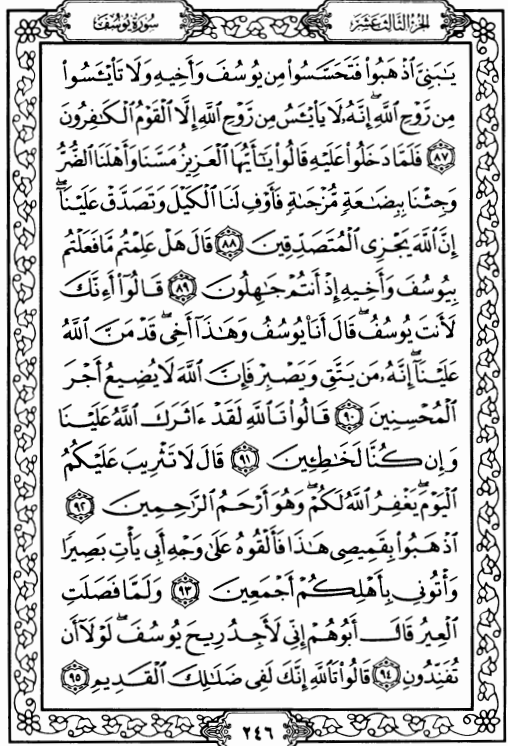 الجزء الثالث عشر
سورة يوسف
يَـٰبَنِيَّ ٱذْهَبُوا۟ فَتَحَسَّسُوا۟ مِن يُوسُفَ وَأَخِيهِ وَلَا تَا۟يْـَٔسُوا۟
مِن رَّوْحِ ٱللَّهِ ۖ إِنَّهُۥ لَا يَا۟يْـَٔسُ مِن رَّوْحِ ٱللَّهِ إِلَّا ٱلْقَوْمُ ٱلْكَـٰفِرُونَ
٨٧ فَلَمَّا دَخَلُوا۟ عَلَيْهِ قَالُوا۟ يَـٰٓأَيُّهَا ٱلْعَزِيزُ مَسَّنَا وَأَهْلَنَا ٱلضُّرُّ
وَجِئْنَا بِبِضَـٰعَةٍ مُّزْجَىٰةٍ فَأَوْفِ لَنَا ٱلْكَيْلَ وَتَصَدَّقْ عَلَيْنَآ ۖ
إِنَّ ٱللَّهَ يَجْزِى ٱلْمُتَصَدِّقِينَ ٨٨ قَالَ هَلْ عَلِمْتُم مَّا فَعَلْتُم
بِيُوسُفَ وَأَخِيهِ إِذْ أَنتُمْ جَـٰهِلُونَ ٨٩ قَالُوٓا۟ أَءِنَّكَ
لَأَنتَ يُوسُفُ ۖ قَالَ أَنَا۠ يُوسُفُ وَهَـٰذَآ أَخِى ۖ قَدْ مَنَّ ٱللَّهُ
عَلَيْنَآ ۖ إِنَّهُۥ مَن يَتَّقِ وَيَصْبِرْ فَإِنَّ ٱللَّهَ لَا يُضِيعُ أَجْرَ
ٱلْمُحْسِنِينَ ٩٠ قَالُوا۟ تَٱللَّهِ لَقَدْ ءَاثَرَكَ ٱللَّهُ عَلَيْنَا
وَإِن كُنَّا لَخَـٰطِـِٔينَ ٩١ قَالَ لَا تَثْرِيبَ عَلَيْكُمُ
ٱلْيَوْمَ ۖ يَغْفِرُ ٱللَّهُ لَكُمْ ۖ وَهُوَ أَرْحَمُ ٱلرَّٰحِمِينَ ٩٢
ٱذْهَبُوا۟ بِقَمِيصِى هَـٰذَا فَأَلْقُوهُ عَلَىٰ وَجْهِ أَبِى يَأْتِ بَصِيرًا
وَأْتُونِى بِأَهْلِكُمْ أَجْمَعِينَ ٩٣ وَلَمَّا فَصَلَتِ
ٱلْعِيرُ قَالَ أَبُوهُمْ إِنِّى لَأَجِدُ رِيحَ يُوسُفَ ۖ لَوْلَآ أَن
تُفَنِّدُونِ ٩٤ قَالُوا۟ تَٱللَّهِ إِنَّكَ لَفِى ضَلَـٰلِكَ ٱلْقَدِيمِ ٩٥
٢٤٦